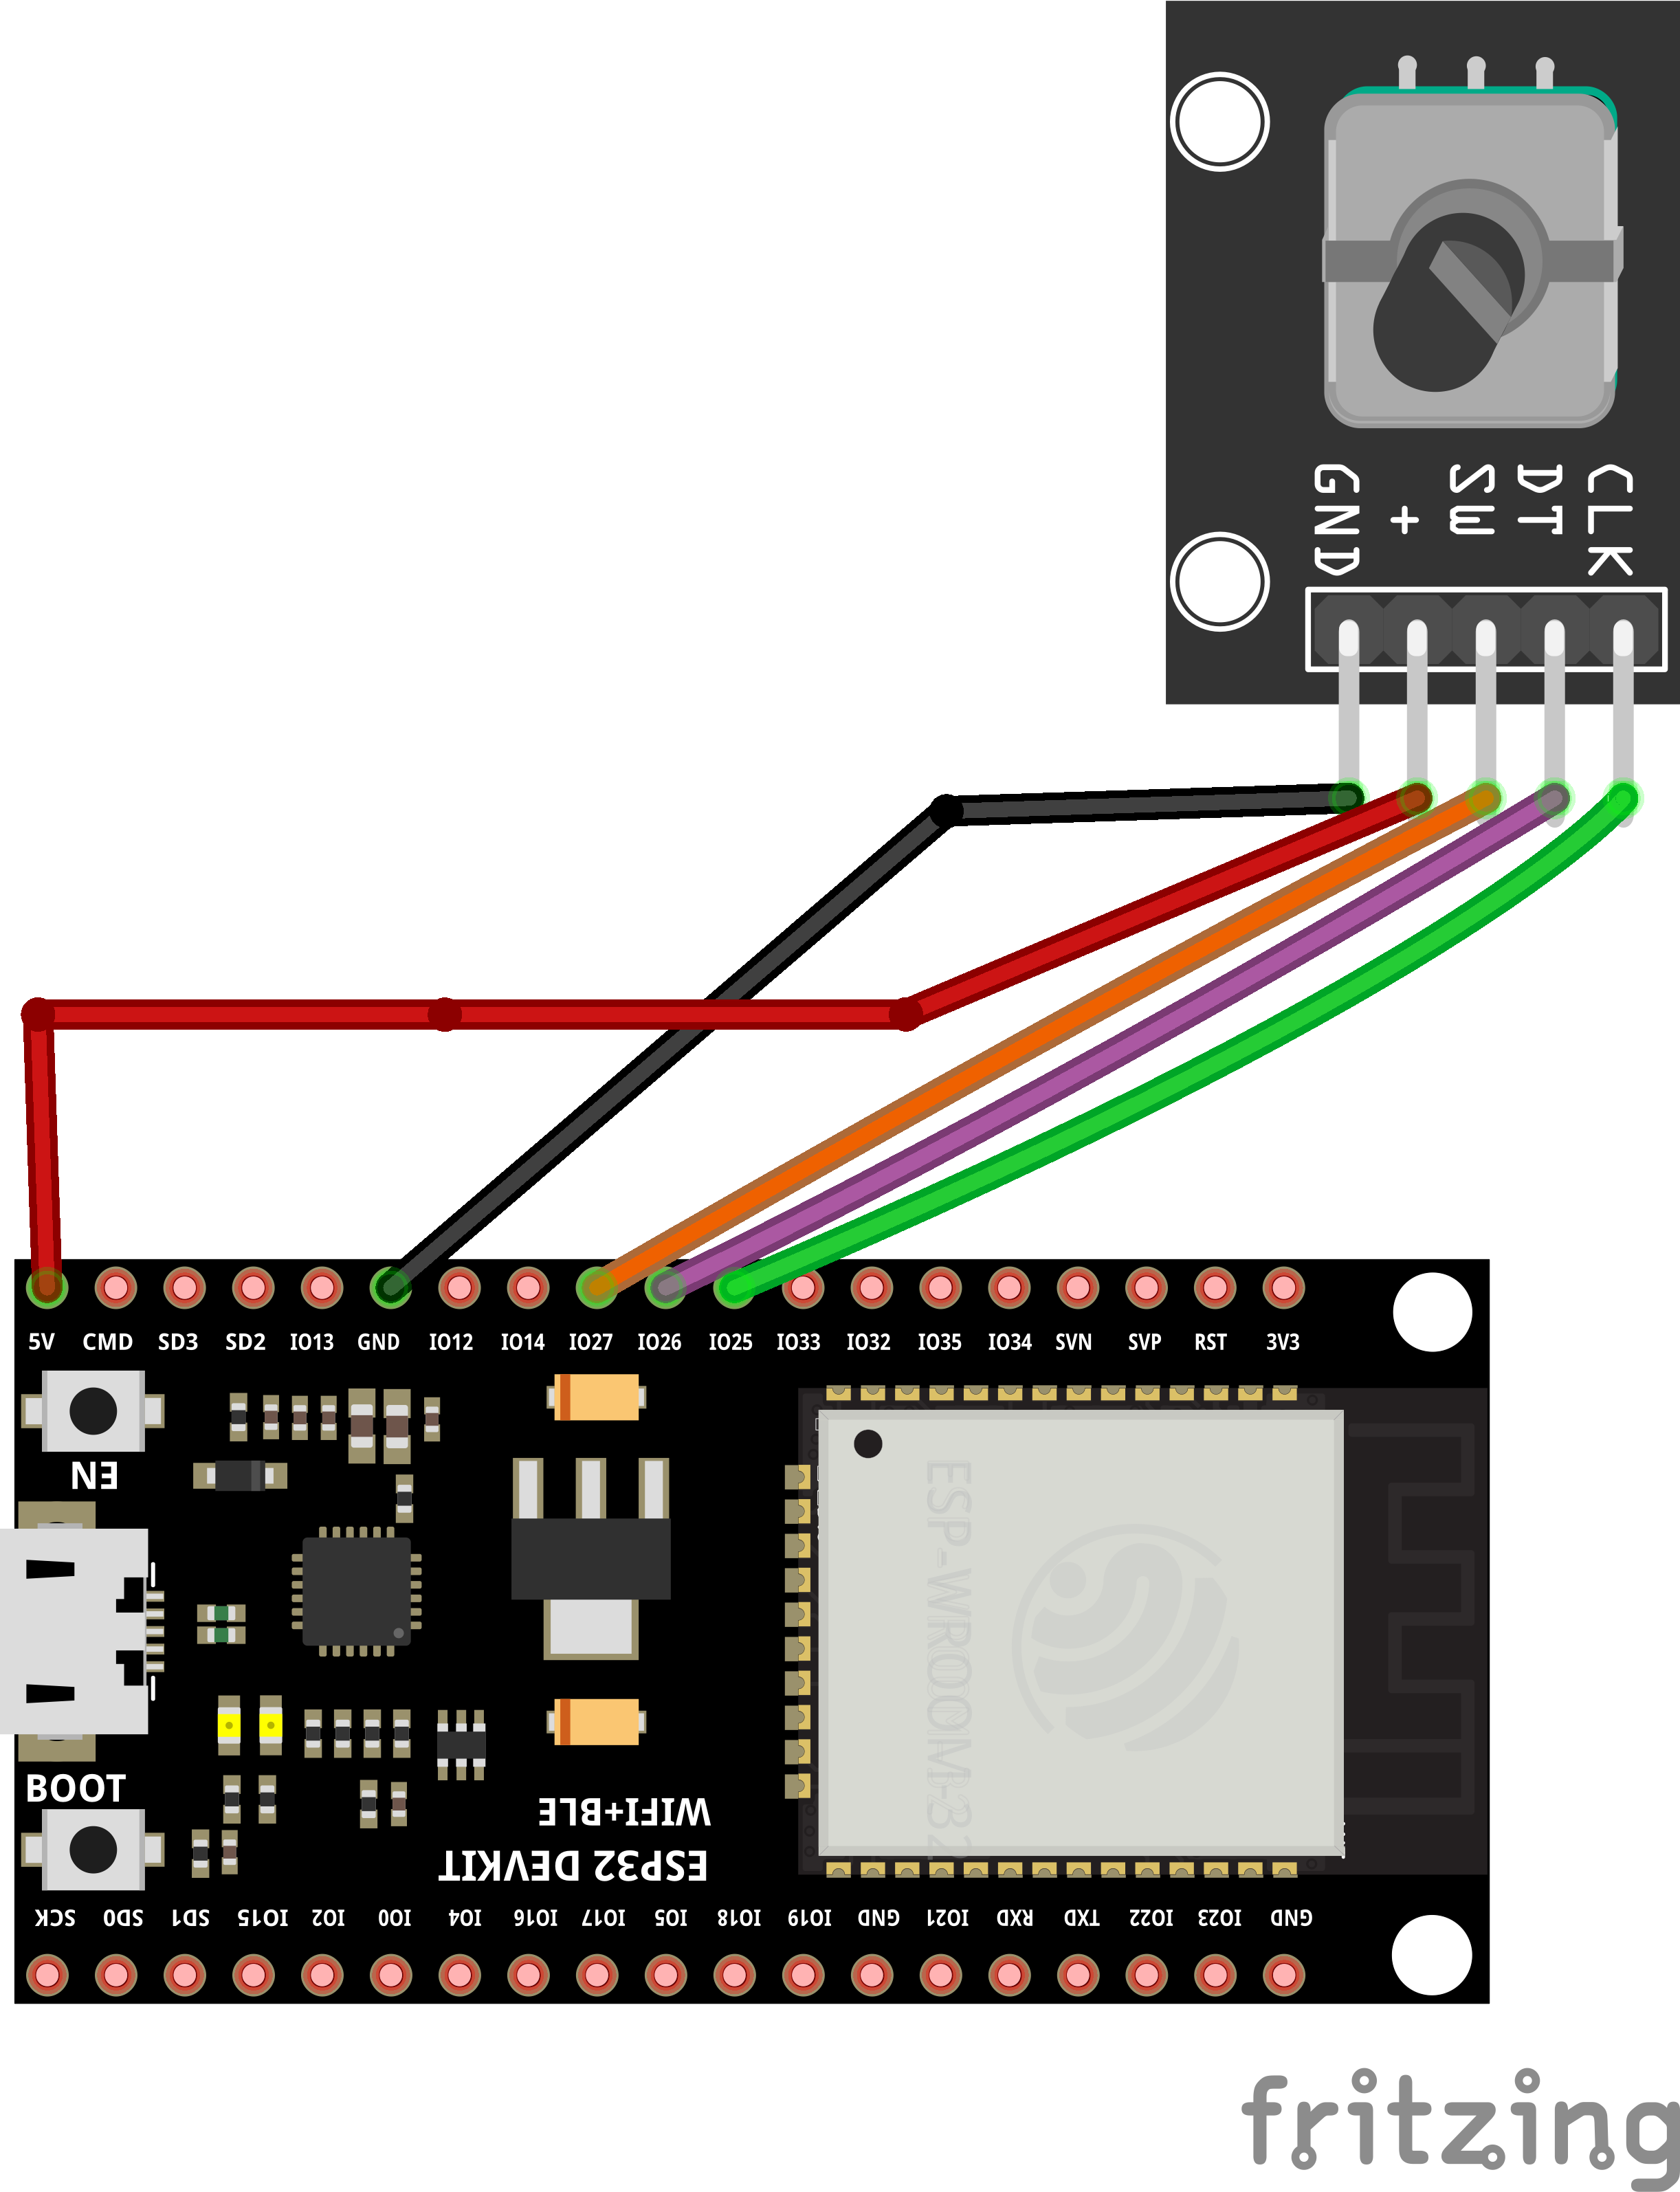 GND
+
SW
DT
CLK
5V CMD SD3 SD2 IO13 GND IO12 IO14 IO27 IO26 IO25 IO33 IO32 IO35 IO34 SVN SVP RST 3V3
EN
ESP-WROOM-32
BOOT
WIFI+BLE
ESP32 DEVKIT
SCK SD0 SD1 IO15 IO2 IO0 IO4 IO16 IO17 IO5 IO18 IO19 GND IO21 RXD TXD IO22 IO23 GND
fritzing